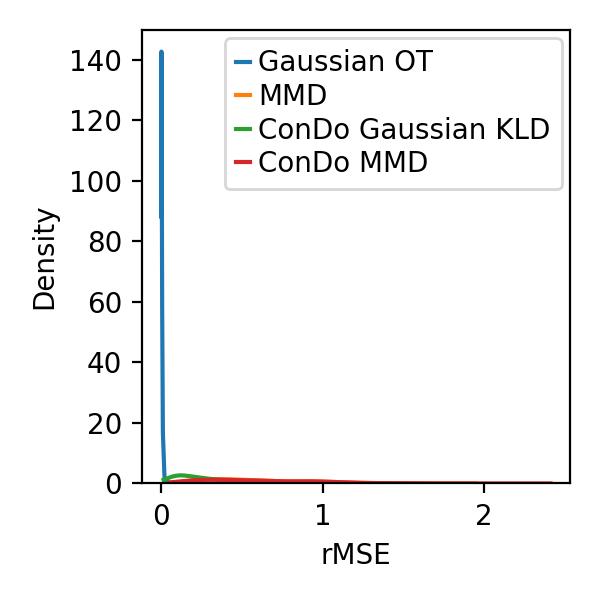 Gaussian OT
MMD
ConDo Gaussian KLD
ConDo MMD
Density
140
120
100
80
60
40
20
0
0 1 2
rMSE